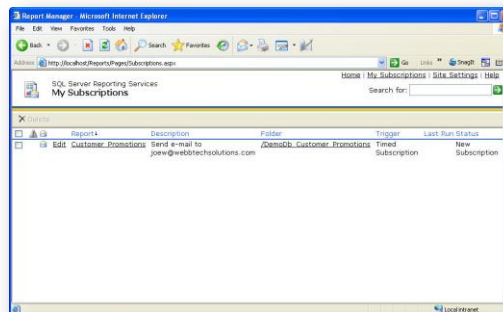 Report Manager - Microsoft Internet Explorer
File Edit View Favorites Tools Help
Back Search Favorites
Address http://localhost/Reports/Pages/Subscriptions.aspx Go Links » SnagIt
Home | My Subscriptions | Site Settings | Help
SQL Server Reporting Services
My Subscriptions Search for:
Delete
Report Description Folder Trigger Last Run Status
Edit Customer Promotions Send e-mail to /DemoDb Customer Promotions Timed New
joew@webbtechsolutions.com Subscription Subscription
Local intranet